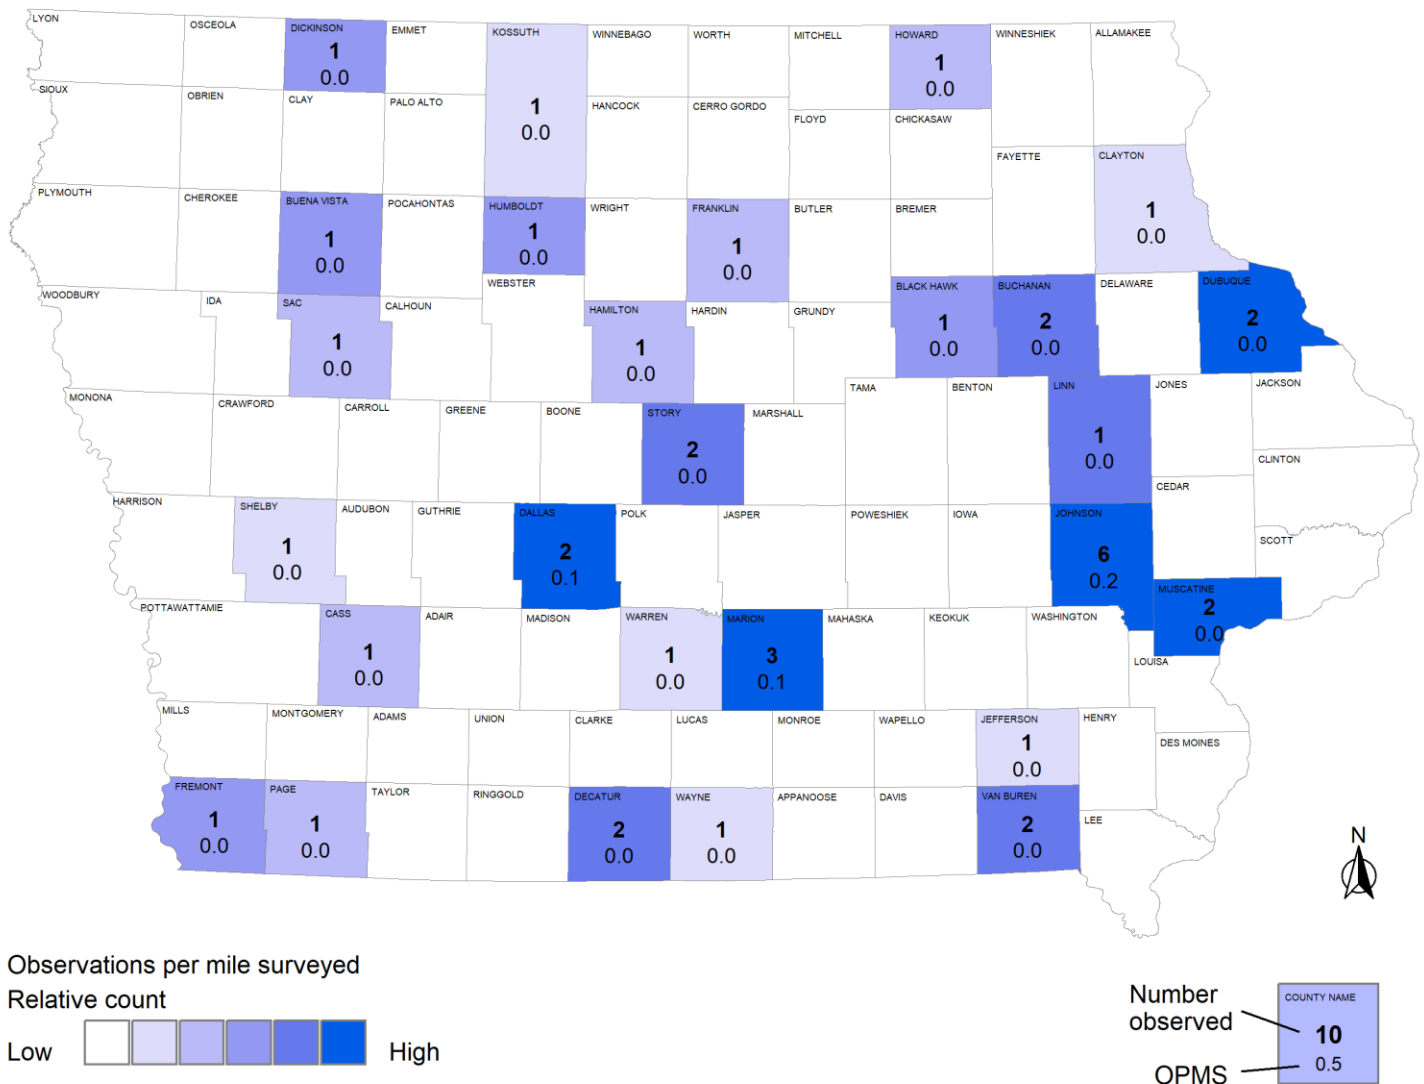 LYON
OSCEOLA
DICKINSON
1
0.0
EMMET
KOSSUTH
1
0.0
WINNEBAGO
WORTH
MITCHELL
HOWARD
1
0.0
WINNESHIEK
ALLAMAKEE
SIOUX
OBRIEN
CLAY
PALO ALTO
HANCOCK
CERRO GORDO
FLOYD
CHICKASAW
FAYETTE
CLAYTON
1
0.0
PLYMOUTH
CHEROKEE
BUENA VISTA
1
0.0
POCAHONTAS
HUMBOLDT
1
0.0
WRIGHT
FRANKLIN
1
0.0
BUTLER
BREMER
WOODBURY
IDA
SAC
1
0.0
CALHOUN
WEBSTER
HAMILTON
1
0.0
HARDIN
GRUNDY
BLACK HAWK
1
0.0
BUCHANAN
2
0.0
DELAWARE
DUBUQUE
2
0.0
MONONA
CRAWFORD
CARROLL
GREENE
BOONE
STORY
2
0.0
MARSHALL
TAMA
BENTON
LINN
1
0.0
JONES
JACKSON
CLINTON
CEDAR
HARRISON
SHELBY
1
0.0
AUDUBON
GUTHRIE
DALLAS
2
0.1
POLK
JASPER
POWESHIEK
IOWA
JOHNSON
6
0.2
SCOTT
MUSCATINE
2
0.0
POTTAWATTAMIE
CASS
1
0.0
ADAIR
MADISON
WARREN
1
0.0
MARION
3
0.1
MAHASKA
KEOKUK
WASHINGTON
LOUISA
MILLS
MONTGOMERY
ADAMS
UNION
CLARKE
LUCAS
MONROE
WAPELLO
JEFFERSON
1
0.0
HENRY
DES MOINES
FREMONT
1
0.0
PAGE
1
0.0
TAYLOR
RINGGOLD
DECATUR
2
0.0
WAYNE
1
0.0
APPANOOSE
DAVIS
VAN BUREN
2
0.0
LEE
N
Observations per mile surveyed
Relative count
Low
High
Number
observed
OPMS
COUNTY NAME
10
0.5